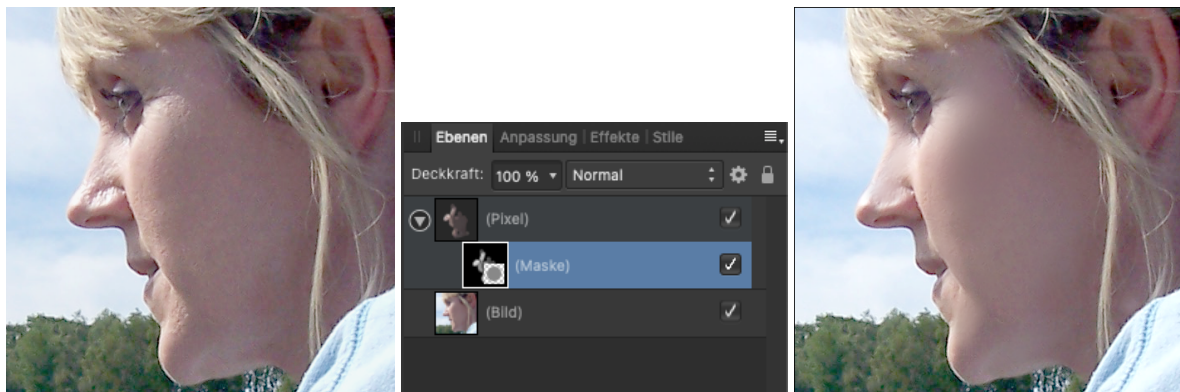 Ebenen Anpassung Effekte Stile
Deckkraft: 100 % Normal
(Pixel)
(Maske)
(Bild)